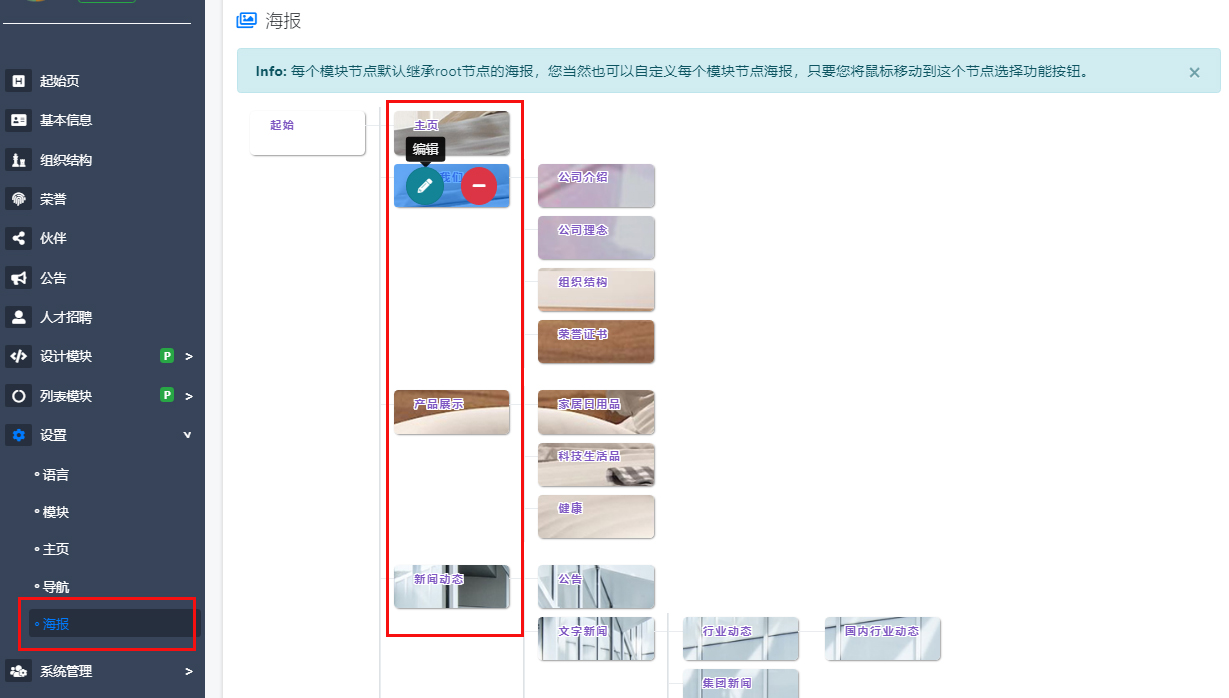 海报
Info: 每个模块节点默认继承root节点的海报，您当然也可以自定义每个模块节点海报，只要您将鼠标移动到这个节点选择功能按钮。
×
起始页
基本信息
组织结构
荣誉
伙伴
公告
人才招聘
设计模块 P >
列表模块 P >
设置 v
语言
模块
主页
导航
海报
系统管理 >
起始
主页
编辑
我们
公司介绍
公司理念
组织结构
荣誉证书
产品展示
家居日用品
科技生活品
健康
新闻动态
公告
文字新闻
行业动态
国内行业动态
集团新闻